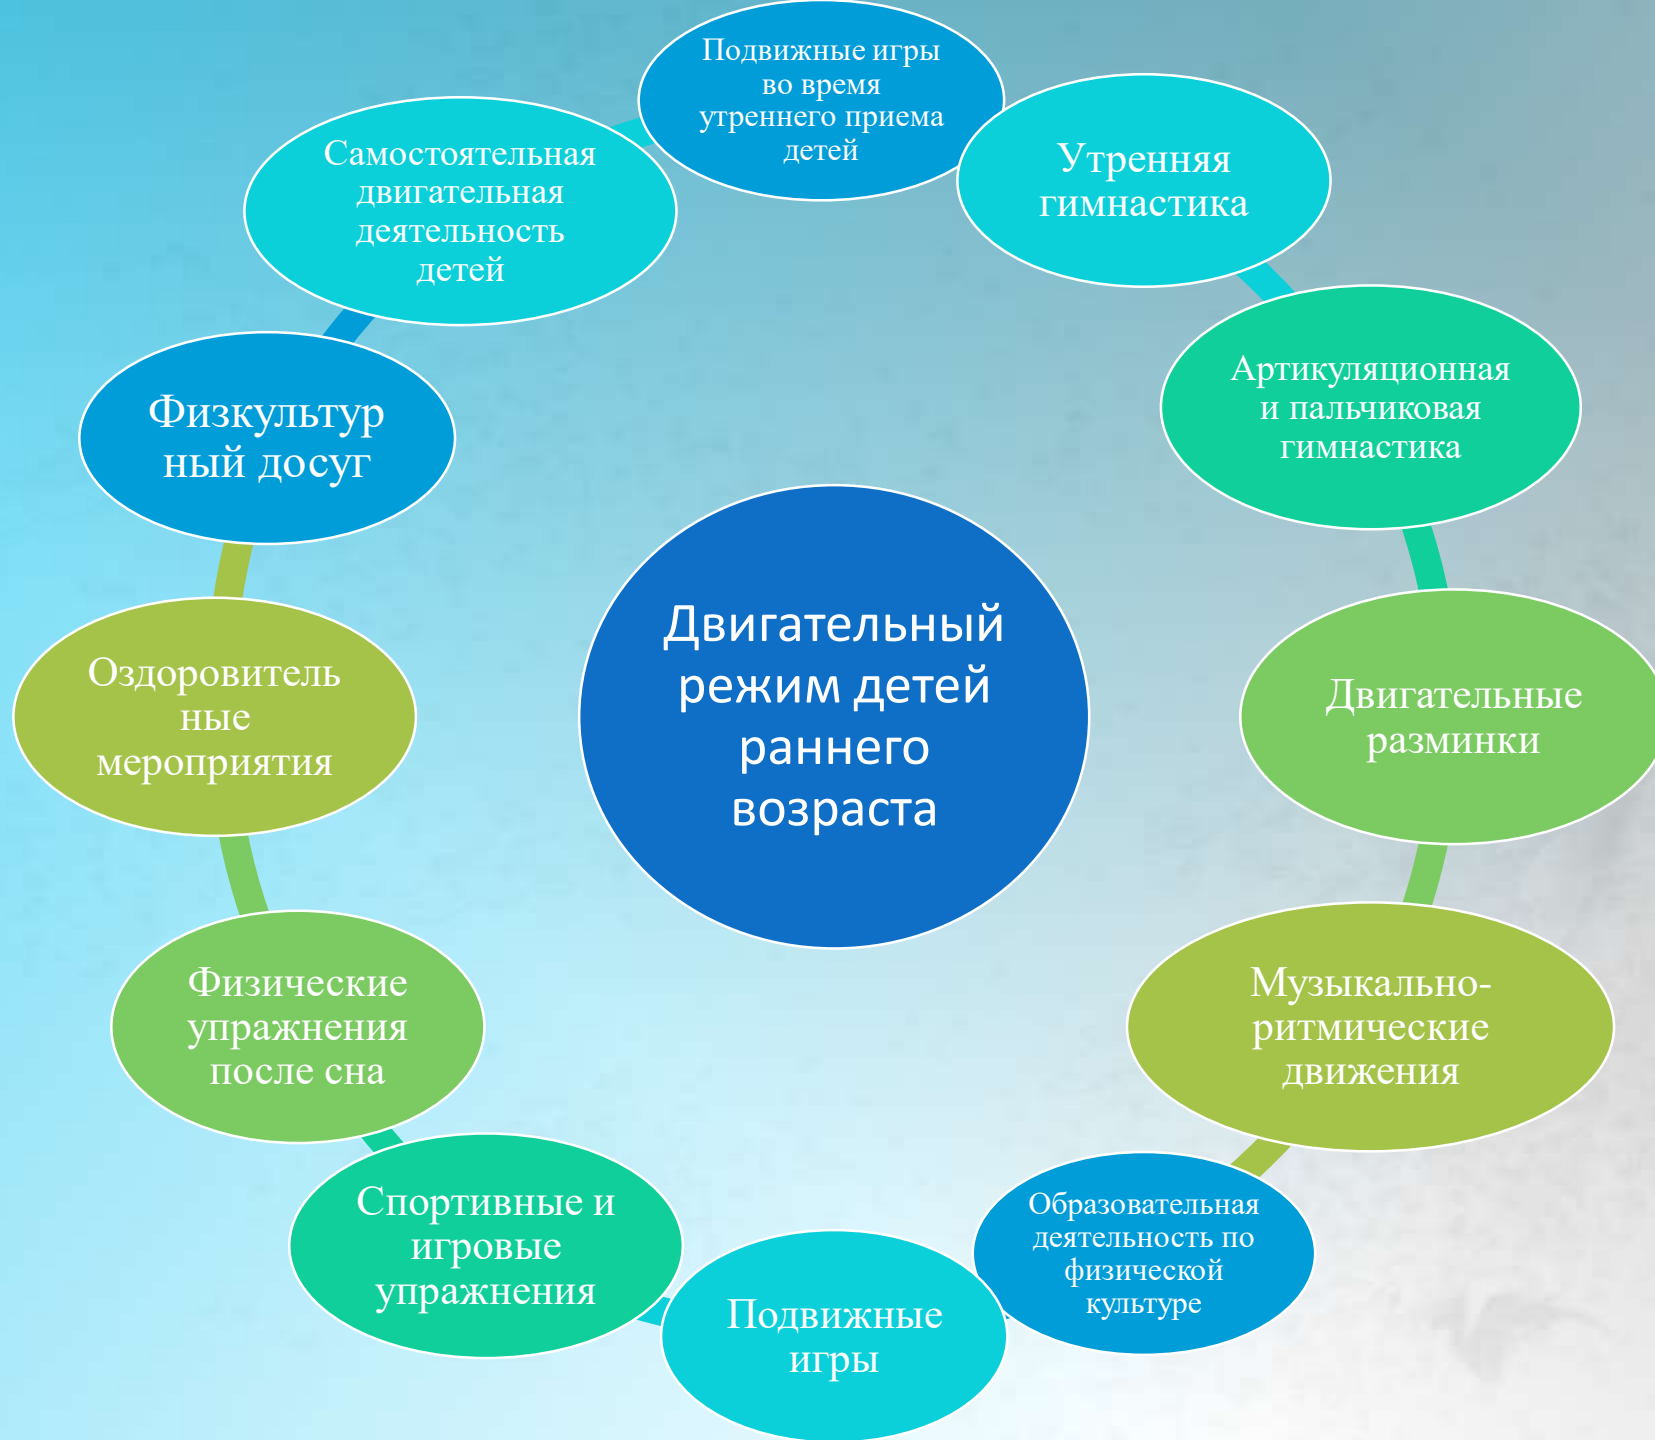 Подвижные игры
во время
утреннего приема
детей
Утренняя
гимнастика
Артикуляционная
и пальчиковая
гимнастика
Двигательные
разминки
Музыкально-
ритмические
движения
Образовательная
деятельность по
физической
культуре
Подвижные
игры
Спортивные и
игровые
упражнения
Физические
упражнения
после сна
Оздоровитель
ные
мероприятия
Физкультур
ный досуг
Самостоятельная
двигательная
деятельность
детей
Двигательный
режим детей
раннего
возраста